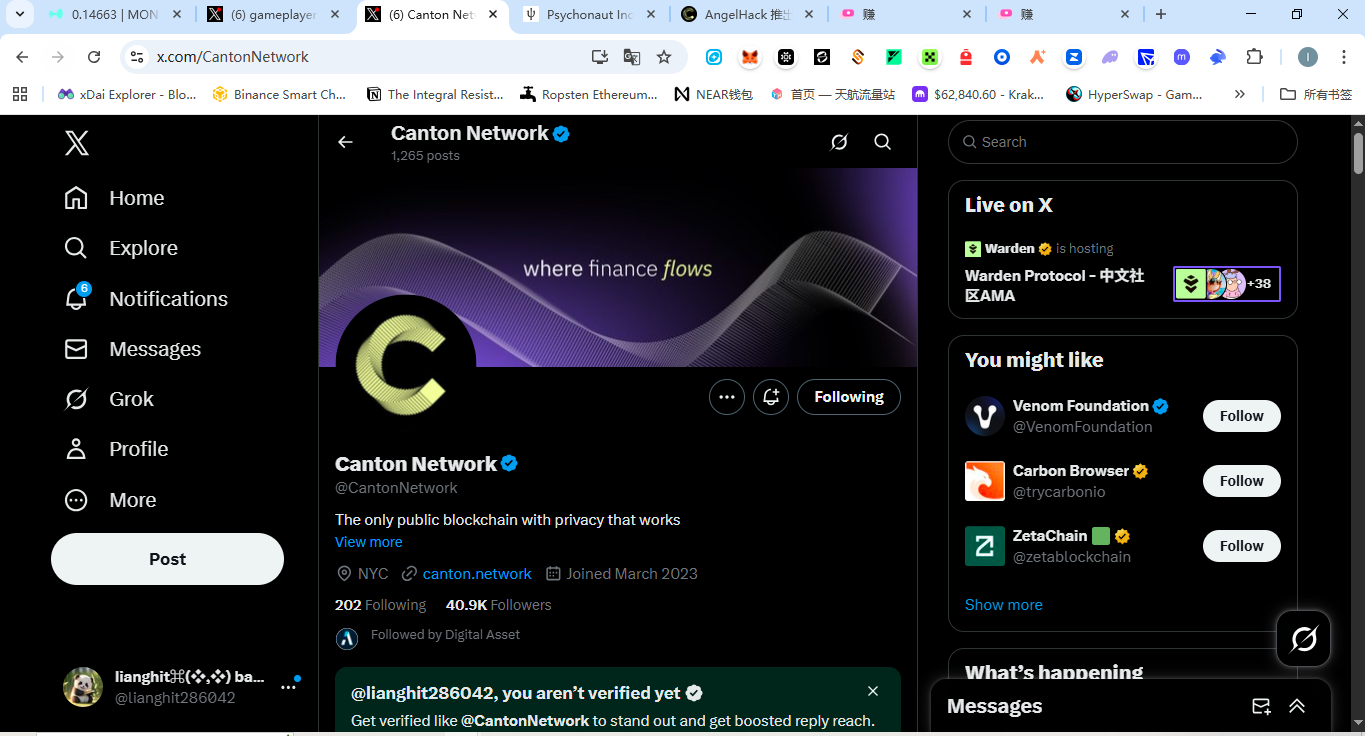 0.14663 | MON
(6) gameplayer
(6) Canton Net
Psychonaut Ind
AngelHack 推出
赚
赚
x.com/CantonNetwork
xDai Explorer - Blo...
Binance Smart Ch...
The Integral Resist...
Ropsten Ethereum...
NEAR钱包
首页 — 天航流量站
$62,840.60 - Krak...
HyperSwap - Gam...
所有书签
Home
Explore
6
Notifications
Messages
Grok
Profile
More
Post
lianghit⌘(❖,❖) ba...
@lianghit286042
Canton Network
1,265 posts
where finance flows
Following
Canton Network
@CantonNetwork
The only public blockchain with privacy that works
View more
NYC canton.network Joined March 2023
202 Following 40.9K Followers
Followed by Digital Asset
@lianghit286042, you aren’t verified yet
Get verified like @CantonNetwork to stand out and get boosted reply reach.
Search
Live on X
Warden is hosting
Warden Protocol – 中文社
区AMA
+38
You might like
Venom Foundation
@VenomFoundation
Follow
Carbon Browser
@trycarbonio
Follow
ZetaChain
@zetablockchain
Follow
Show more
What’s happening
Messages